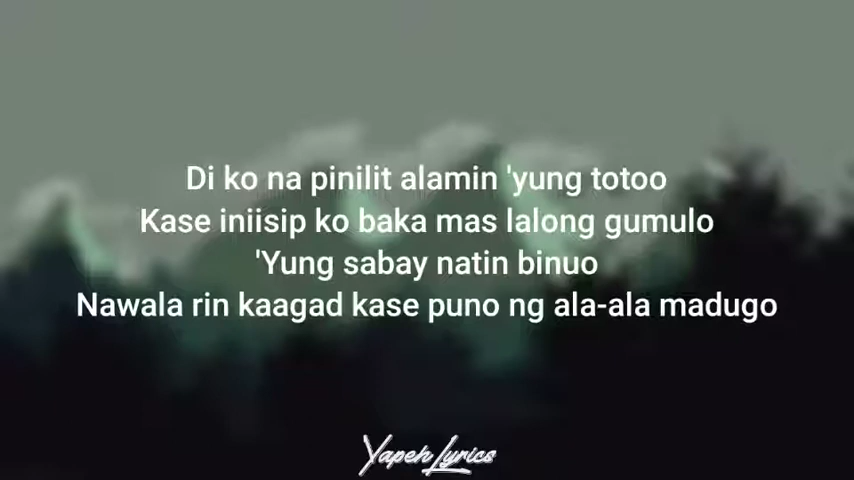 Di ko na pinilit alamin 'yung totoo
Kase iniisip ko baka mas lalong gumulo
'Yung sabay natin binuo
Nawala rin kaagad kase puno ng ala-ala madugo
Yapeh Lyrics